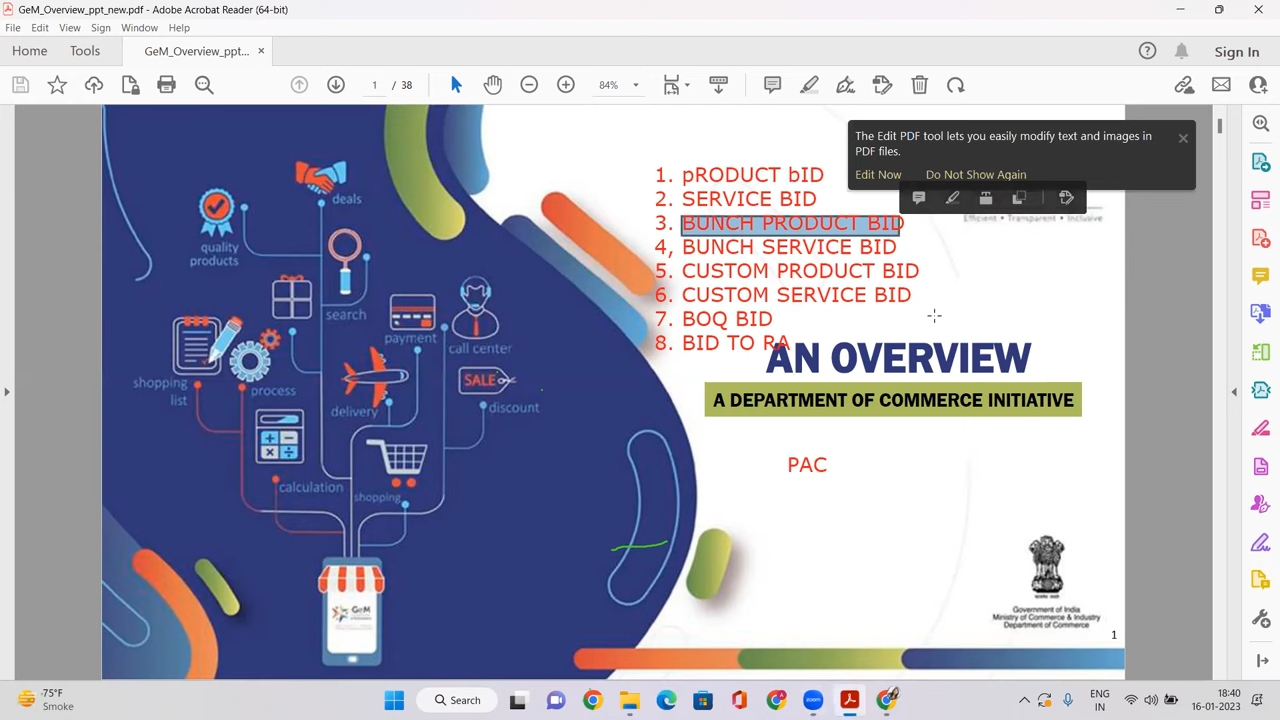 GeM_Overview_ppt_new.pdf - Adobe Acrobat Reader (64-bit)
File Edit View Sign Window Help
Home Tools GeM_Overview_ppt... × Sign In
1 / 38 84%
The Edit PDF tool lets you easily modify text and images in
PDF files.
Edit Now Do Not Show Again
1. pRODUCT bID
2. SERVICE BID
3. BUNCH PRODUCT BID
4, BUNCH SERVICE BID
5. CUSTOM PRODUCT BID
6. CUSTOM SERVICE BID
7. BOQ BID
8. BID TO RA
Efficient • Transparent • Inclusive
AN OVERVIEW
A DEPARTMENT OF COMMERCE INITIATIVE
PAC
deals
quality
products
search
payment
call center
shopping
list
process
delivery
SALE
discount
calculation
shopping
GeM
Government of India
Ministry of Commerce & Industry
Department of Commerce
1
75°F
Smoke
Search
ENG
IN
18:40
16-01-2023